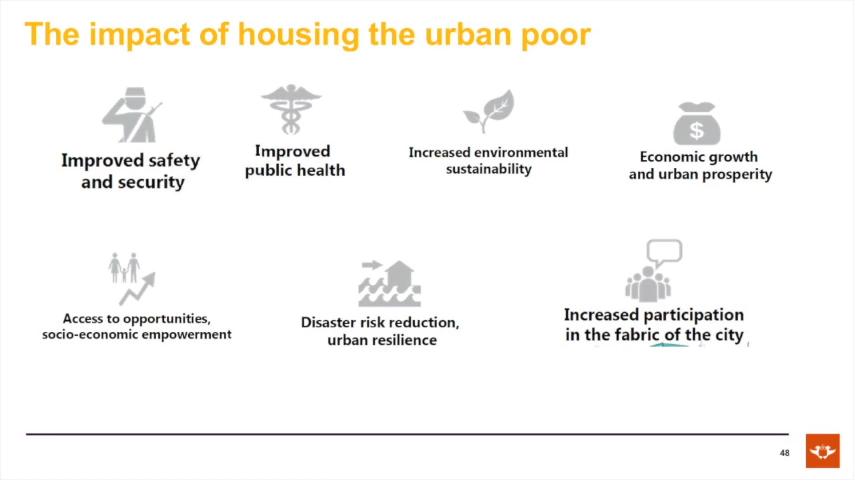 The impact of housing the urban poor
Improved safety
and security
Improved
public health
Increased environmental
sustainability
$
Economic growth
and urban prosperity
Access to opportunities,
socio-economic empowerment
Disaster risk reduction,
urban resilience
Increased participation
in the fabric of the city
48